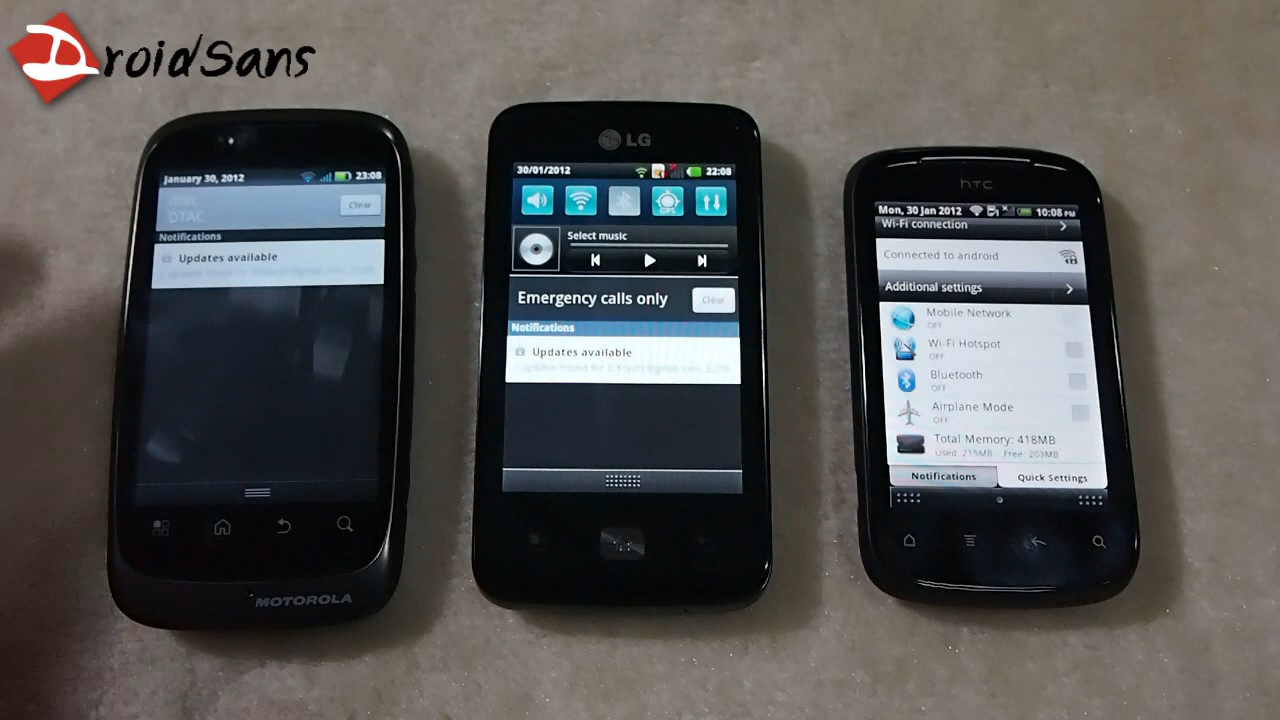 DroidSans
January 30, 2012
23:08
dtac
DTAC
Clear
Notifications
Updates available
MOTOROLA
LG
30/01/2012
22:08
GPS
Select music
Emergency calls only
Clear
Notifications
Updates available
hTC
Mon, 30 Jan 2012
10:08 PM
Wi-Fi connection
Connected to android
Additional settings
Mobile Network
OFF
Wi-Fi Hotspot
OFF
Bluetooth
OFF
Airplane Mode
OFF
Total Memory: 418MB
Used: 215MB Free: 203MB
Notifications
Quick Settings